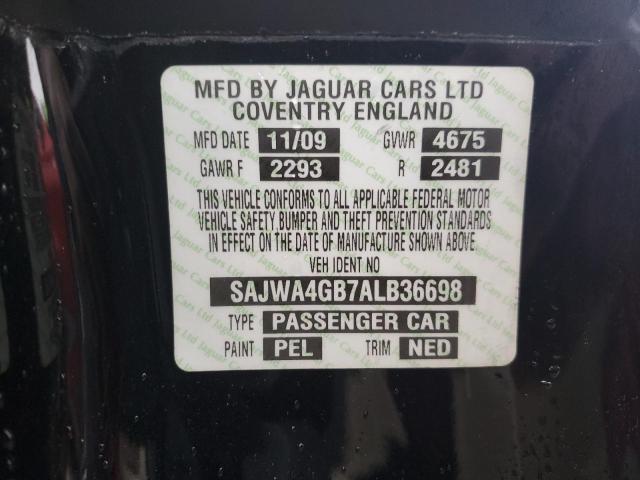 MFD BY JAGUAR CARS LTD
COVENTRY ENGLAND
MFD DATE 11/09 GVWR 4675
GAWR F 2293 R 2481
THIS VEHICLE CONFORMS TO ALL APPLICABLE FEDERAL MOTOR
VEHICLE SAFETY, BUMPER AND THEFT PREVENTION STANDARDS
IN EFFECT ON THE DATE OF MANUFACTURE SHOWN ABOVE.
VEH IDENT NO
SAJWA4GB7ALB36698
TYPE PASSENGER CAR
PAINT PEL TRIM NED